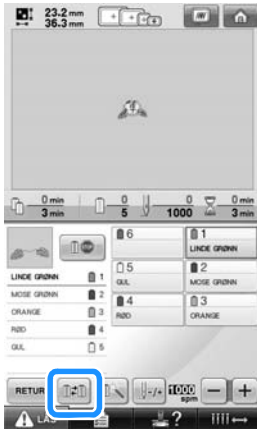 23.2 mm
36.3 mm
0 min
3 min
0
5
0
1000
0 min
3 min
6
1
LINDE GRØNN
LINDE GRØNN 1
MOSE GRØNN 2
ORANGE 3
RØD 4
GUL 5
5
GUL
2
MOSE GRØNN
4
RØD
3
ORANGE
RETUR
-/+
1000
spm
- +
LÅS
?